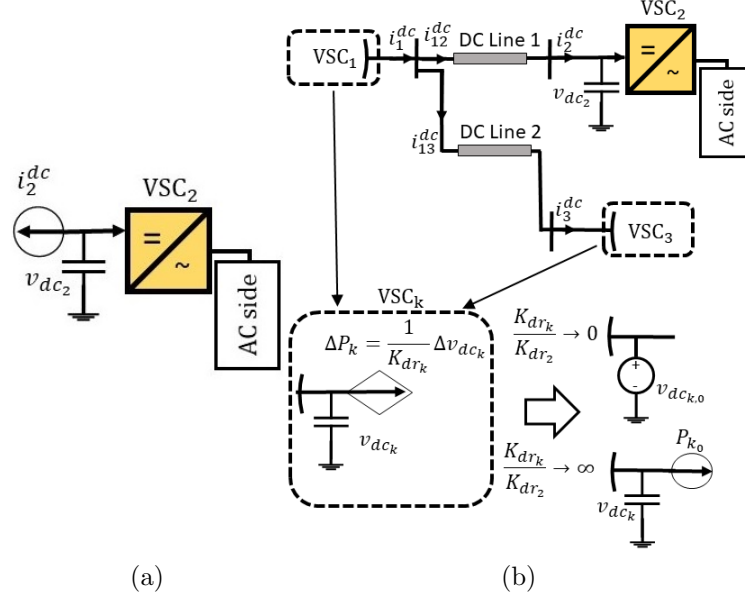 i_2^{dc}
VSC_2
=
~
v_{dc_2}
AC side
(a)
VSC_1
i_1^{dc}
i_{12}^{dc}
DC Line 1
i_2^{dc}
VSC_2
=
~
v_{dc_2}
AC side
i_{13}^{dc}
DC Line 2
i_3^{dc}
VSC_3
VSC_k
ΔP_k = \frac{1}{K_{dr_k}} Δv_{dc_k}
v_{dc_k}
\frac{K_{dr_k}}{K_{dr_2}} → 0
+
-
v_{dc_{k,0}}
\frac{K_{dr_k}}{K_{dr_2}} → ∞
P_{k_0}
v_{dc_k}
(b)